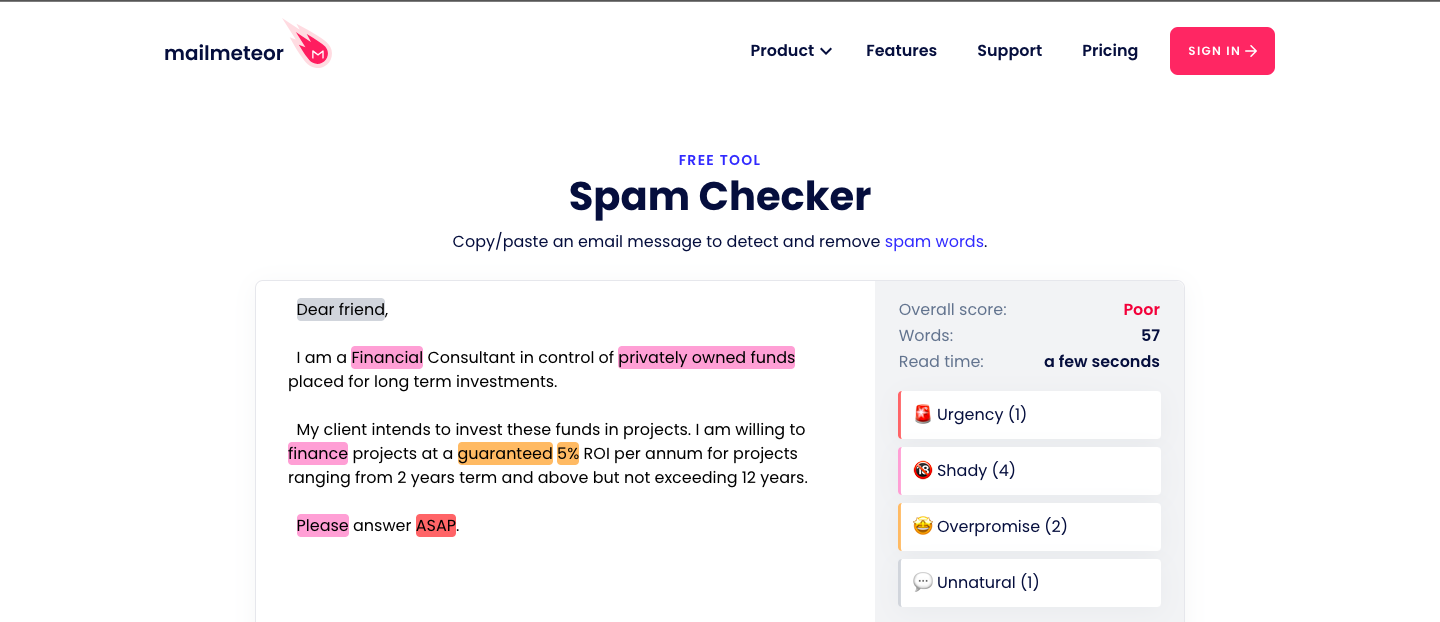 mailmeteor
Product
Features
Support
Pricing
SIGN IN
FREE TOOL
Spam Checker
Copy/paste an email message to detect and remove spam words.
Dear friend,
I am a Financial Consultant in control of privately owned funds
placed for long term investments.
My client intends to invest these funds in projects. I am willing to
finance projects at a guaranteed 5% ROI per annum for projects
ranging from 2 years term and above but not exceeding 12 years.
Please answer ASAP.
Overall score: Poor
Words: 57
Read time: a few seconds
🚨 Urgency (1)
🔞 Shady (4)
🤩 Overpromise (2)
💬 Unnatural (1)